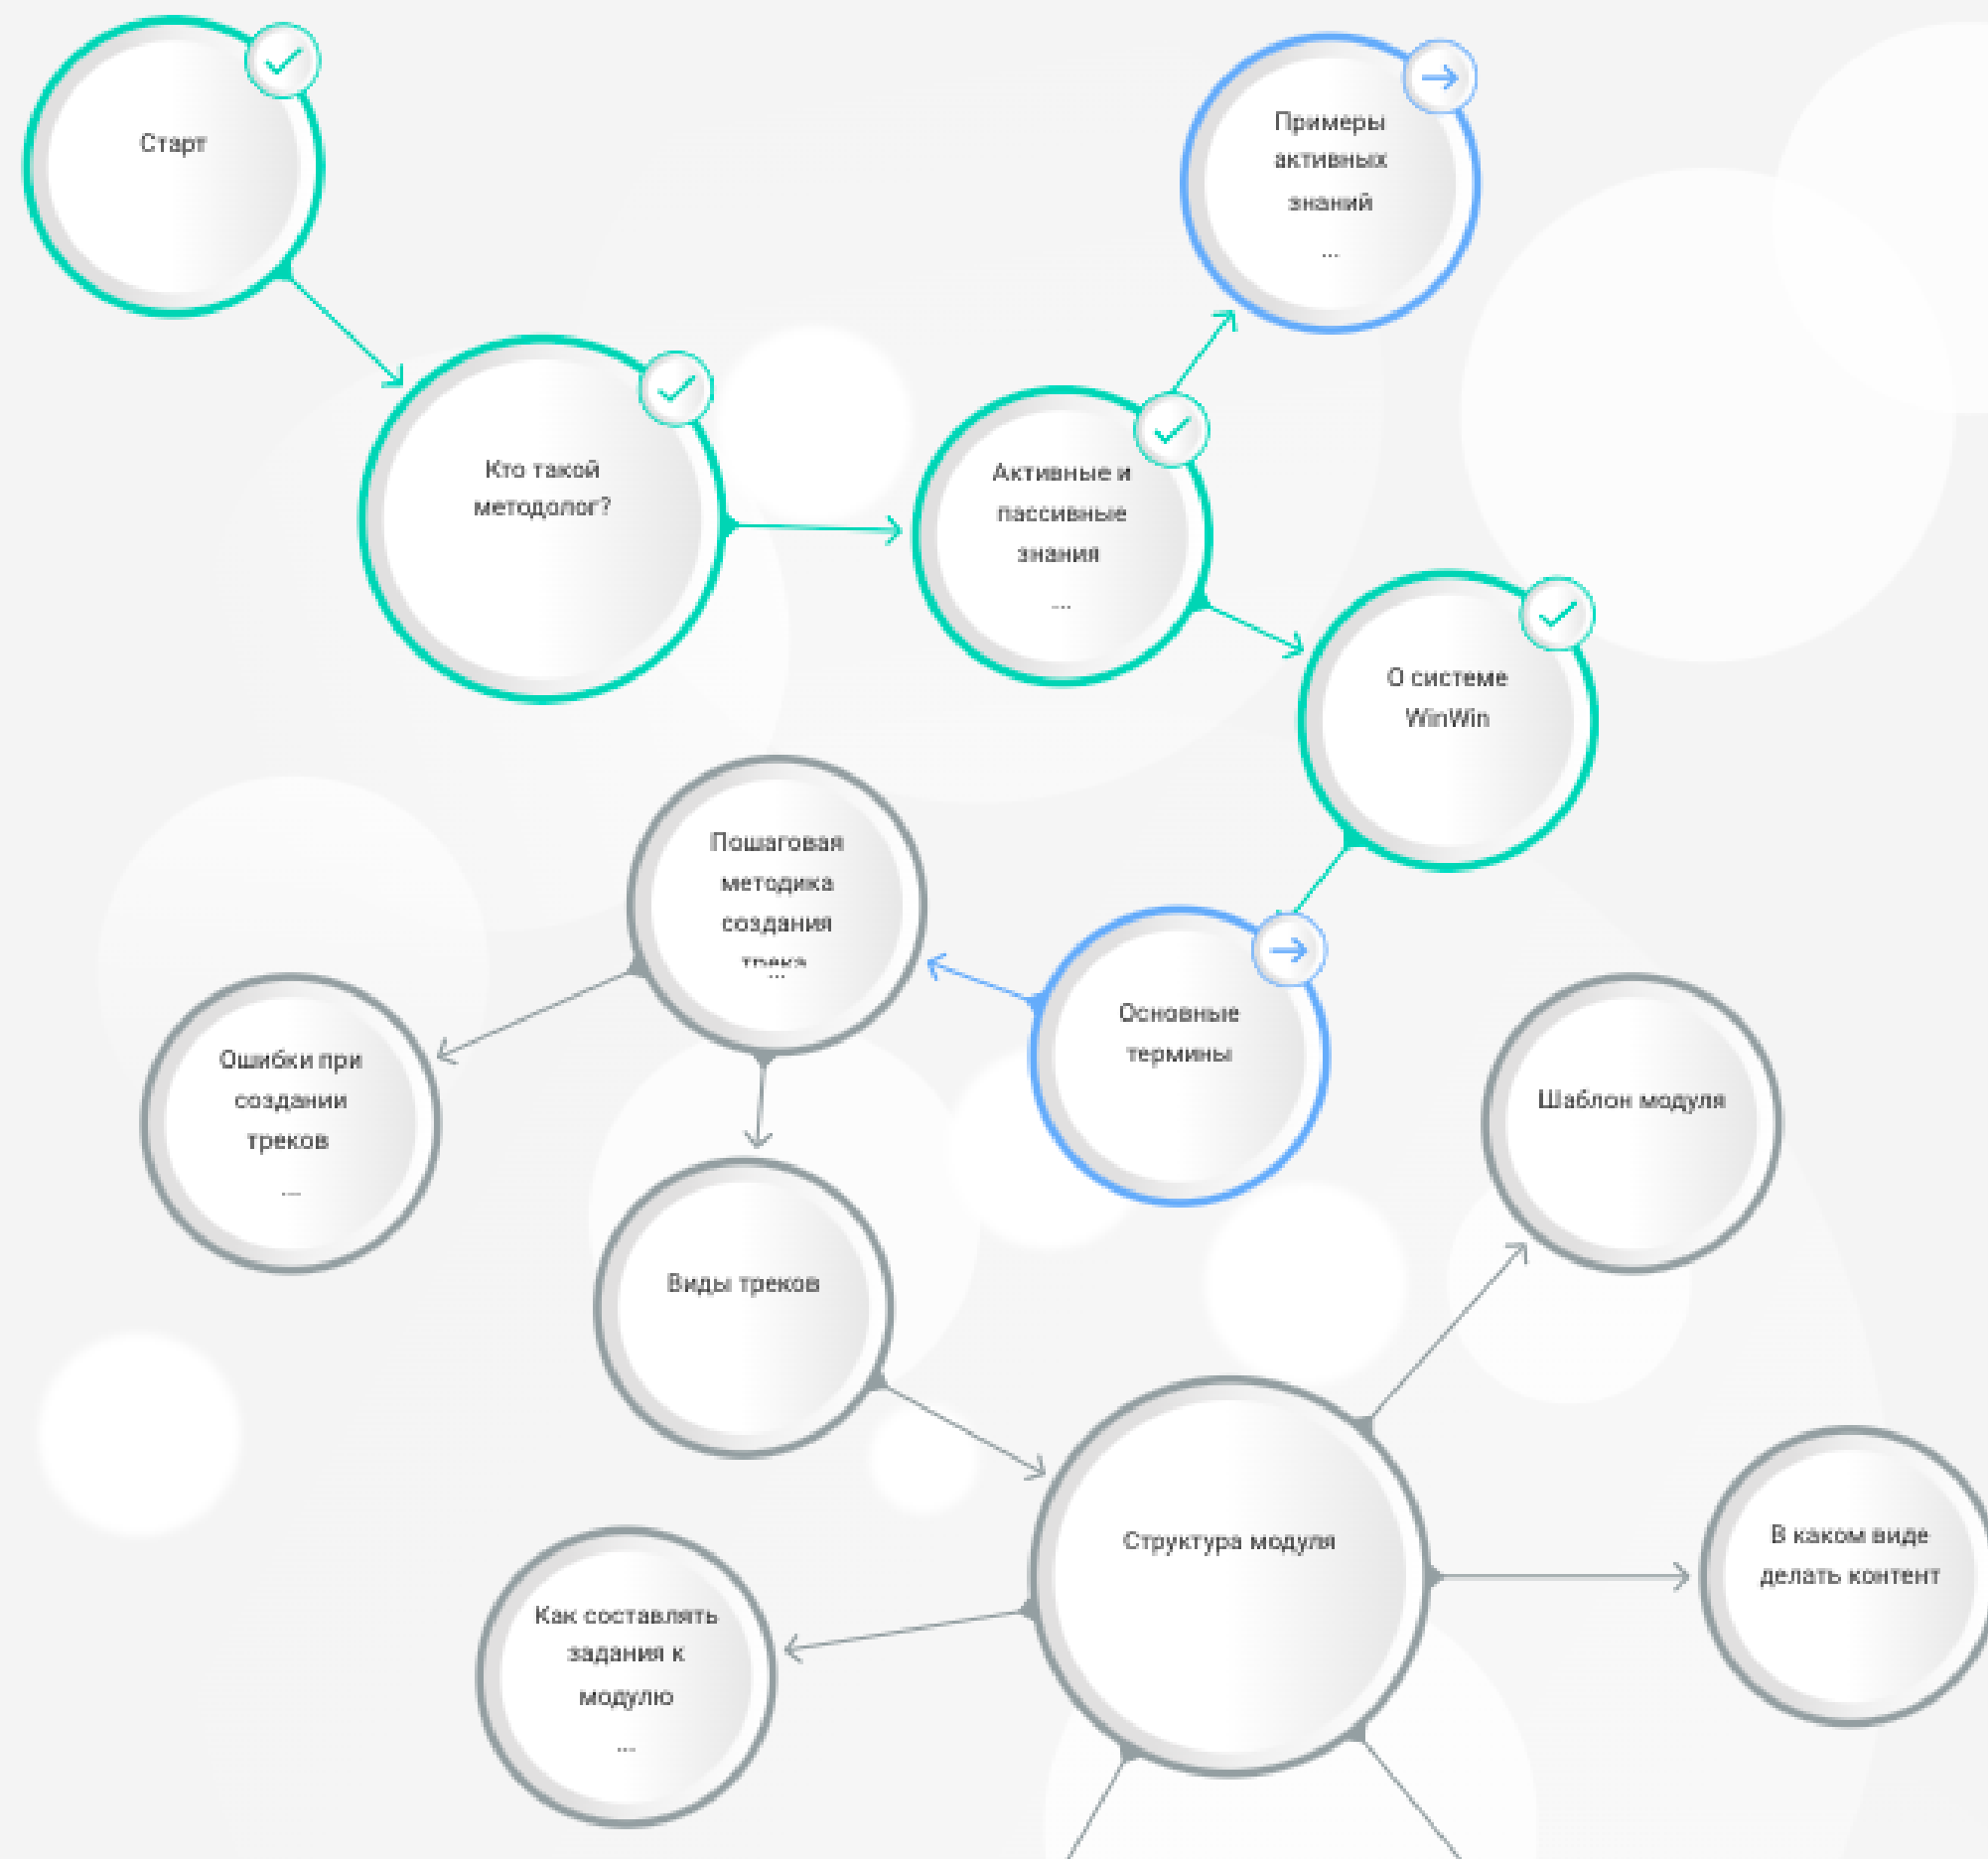 Старт
Примеры
активных
знаний
...
Кто такой
методолог?
Активные и
пассивные
знания
...
О системе
WinWin
Пошаговая
методика
создания
трека
...
Основные
термины
Ошибки при
создании
треков
...
Шаблон модуля
Виды треков
Структура модуля
В каком виде
делать контент
Как составлять
задания к
модулю
...